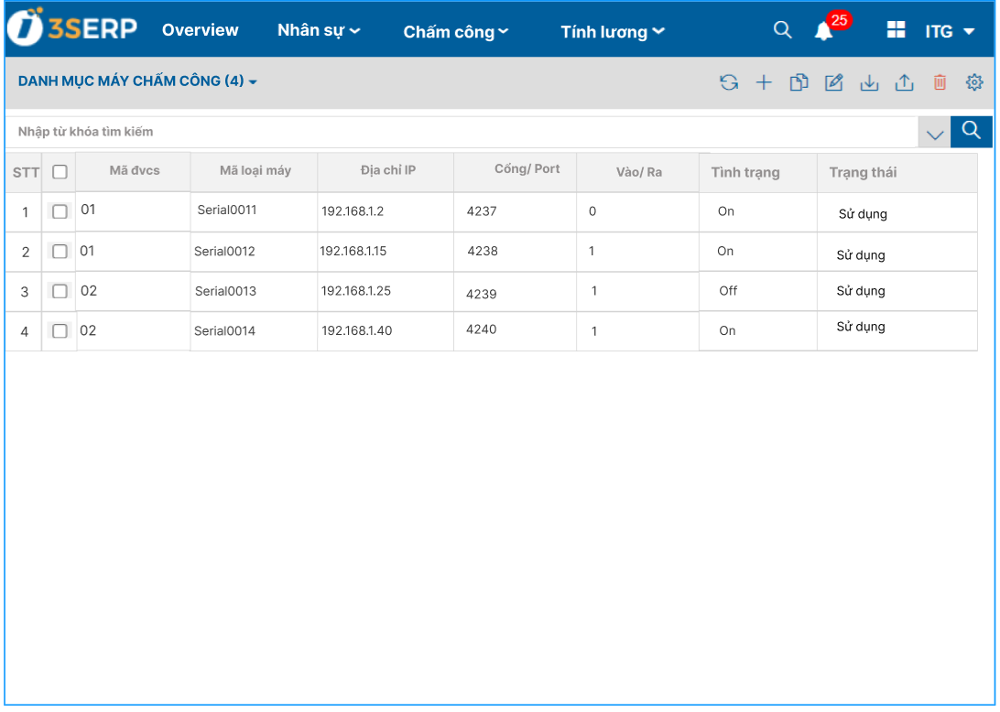 3SERP Overview Nhân sự Chấm công Tính lương 25 ITG
DANH MỤC MÁY CHẤM CÔNG (4)
Nhập từ khóa tìm kiếm
STT Mã đvcs Mã loại máy Địa chỉ IP Cổng/ Port Vào/ Ra Tình trạng Trạng thái
1 01 Serial0011 192.168.1.2 4237 0 On Sử dụng
2 01 Serial0012 192.168.1.15 4238 1 On Sử dụng
3 02 Serial0013 192.168.1.25 4239 1 Off Sử dụng
4 02 Serial0014 192.168.1.40 4240 1 On Sử dụng